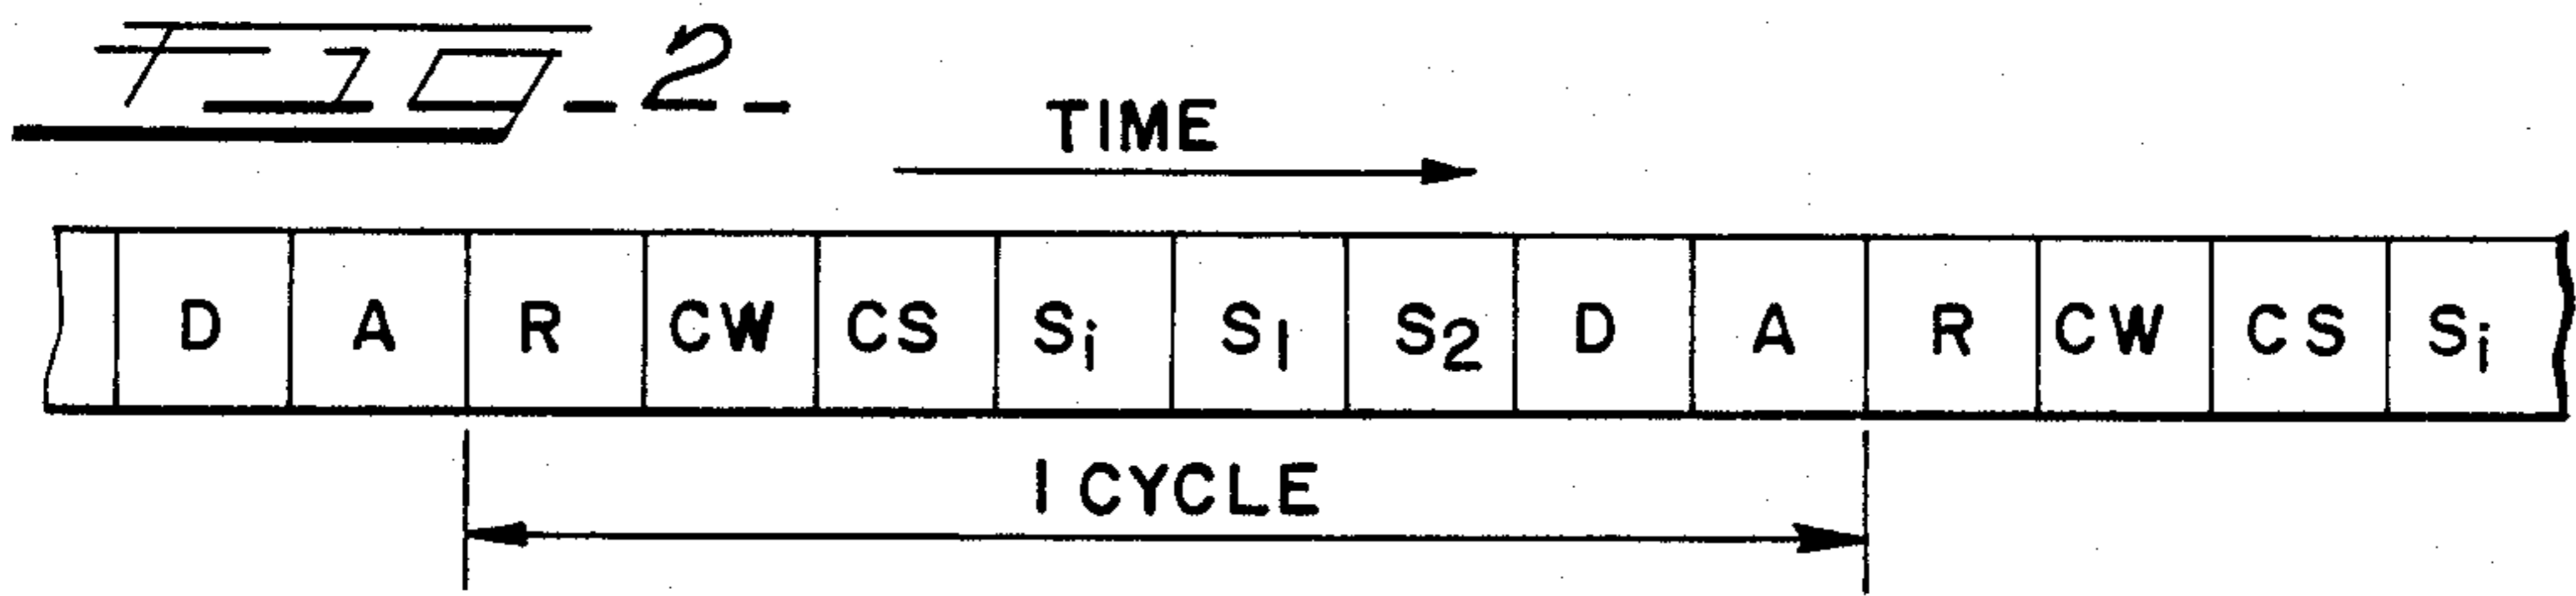 FIG-2-
TIME
D A R CW CS Si S1 S2 D A R CW CS Si
1 CYCLE